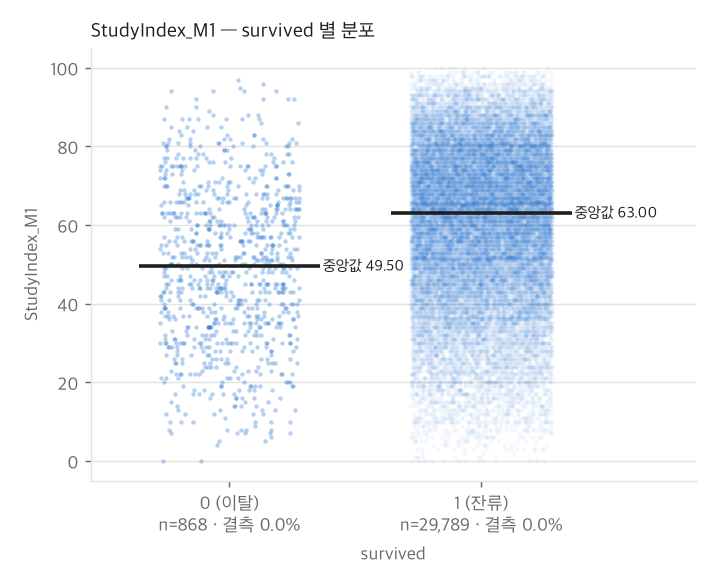 StudyIndex_M1 — survived 별 분포
StudyIndex_M1
100
80
60
40
20
0
중앙값 49.50
중앙값 63.00
0 (이탈)
n=868 · 결측 0.0%
1 (잔류)
n=29,789 · 결측 0.0%
survived